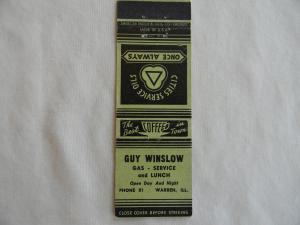 ONCE ALWAYS
CITIES SERVICE OILS
The Best COFFEE in Town
GUY WINSLOW
GAS - SERVICE
and LUNCH
Open Day And Night
PHONE 81 WARREN, ILL.
CLOSE COVER BEFORE STRIKING